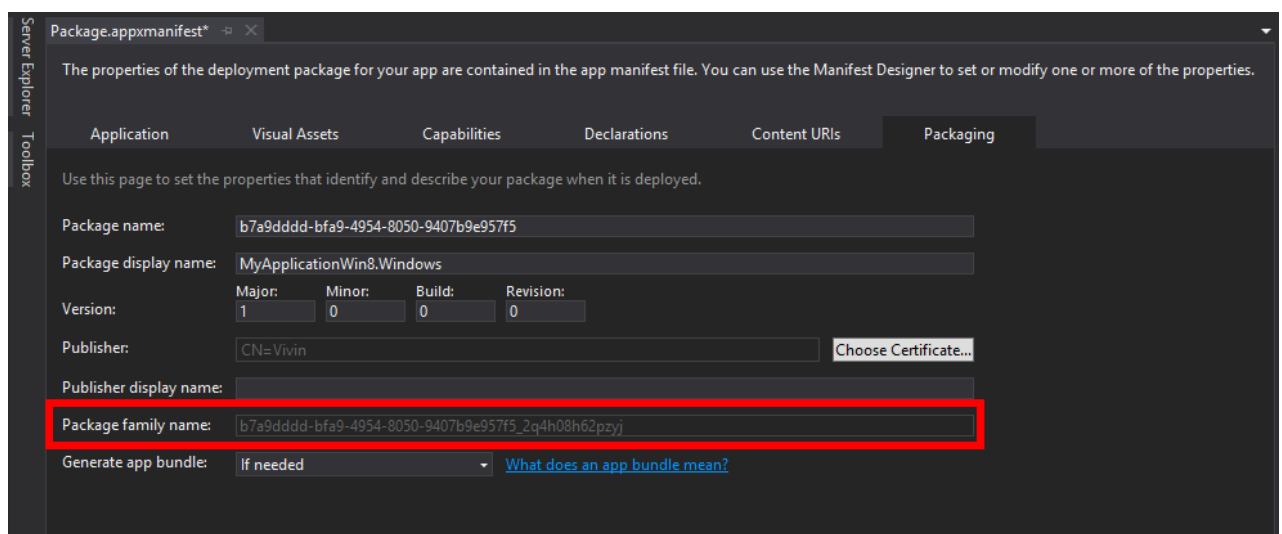 Server Explorer
Toolbox
Package.appxmanifest*
The properties of the deployment package for your app are contained in the app manifest file. You can use the Manifest Designer to set or modify one or more of the properties.
Application Visual Assets Capabilities Declarations Content URIs Packaging
Use this page to set the properties that identify and describe your package when it is deployed.
Package name: b7a9dddd-bfa9-4954-8050-9407b9e957f5
Package display name: MyApplicationWin8.Windows
Major: Minor: Build: Revision:
Version: 1 0 0 0
Publisher: CN=Vivin Choose Certificate...
Publisher display name:
Package family name: b7a9dddd-bfa9-4954-8050-9407b9e957f5_2q4h08h62pzyj
Generate app bundle: If needed What does an app bundle mean?